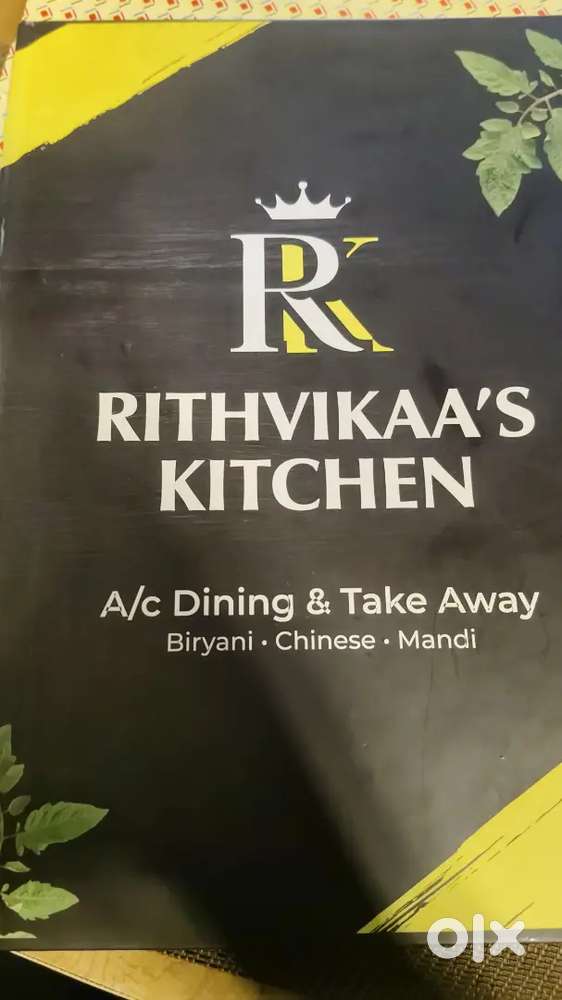 RK
RITHVIKAA'S
KITCHEN
A/c Dining & Take Away
Biryani • Chinese • Mandi
olx